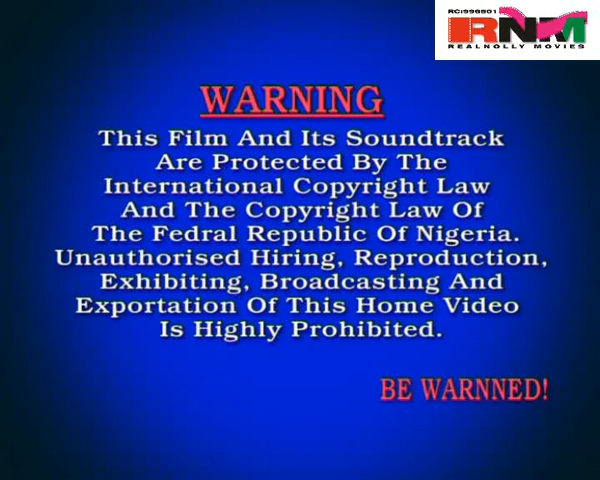 RC:996801
RNM
REALNOLLY MOVIES
WARNING
This Film And Its Soundtrack
Are Protected By The
International Copyright Law
And The Copyright Law Of
The Fedral Republic Of Nigeria.
Unauthorised Hiring, Reproduction,
Exhibiting, Broadcasting And
Exportation Of This Home Video
Is Highly Prohibited.
BE WARNNED!